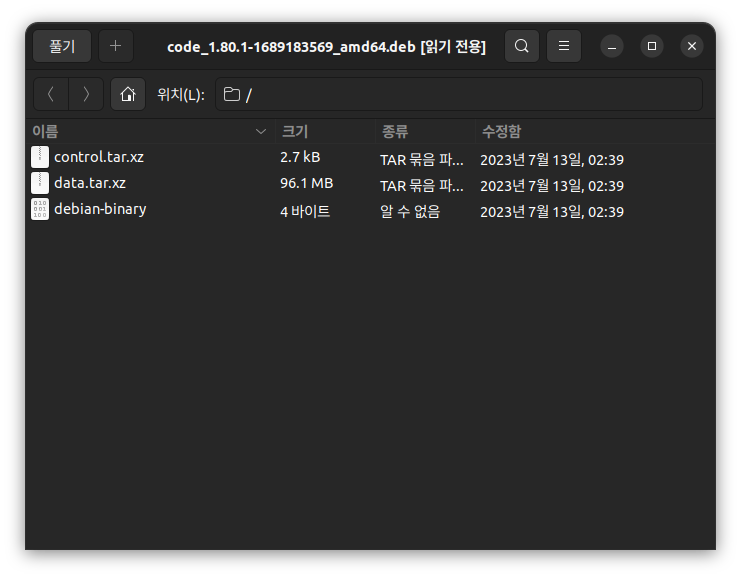 풀기 code_1.80.1-1689183569_amd64.deb [읽기 전용]
위치(L): /
이름 크기 종류 수정함
control.tar.xz 2.7 kB TAR 묶음 파... 2023년 7월 13일, 02:39
data.tar.xz 96.1 MB TAR 묶음 파... 2023년 7월 13일, 02:39
debian-binary 4 바이트 알 수 없음 2023년 7월 13일, 02:39